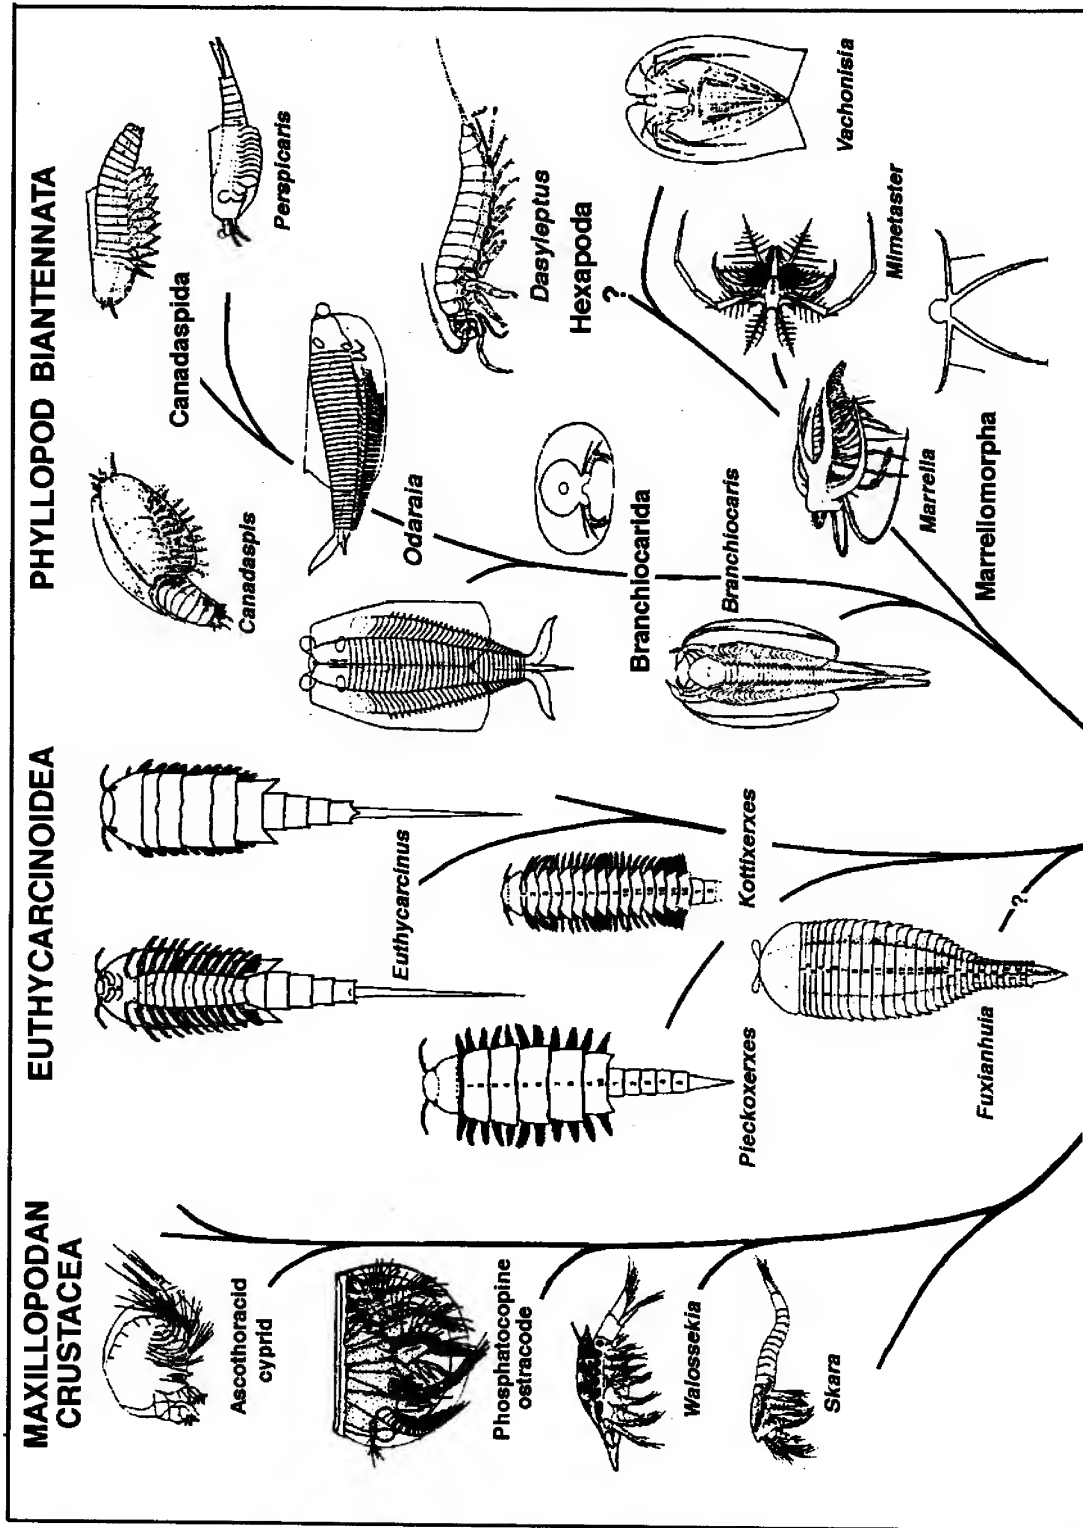 MAXILLOPODAN
CRUSTACEA
EUTHYCARCINOIDEA
PHYLLOPOD BIANTENNATA
Ascothoracid
cyprid
Phosphatocopine
ostracode
Walossekia
Skara
Euthycarcinus
Pieckoxerxes
Kottixerxes
Fuxianhuia
?
Canadaspis
Canadaspida
Perspicaris
Odaraia
Dasyleptus
Hexapoda
?
Branchiocarida
Branchiocaris
Vachonisia
Mimetaster
Marrella
Marrellomorpha